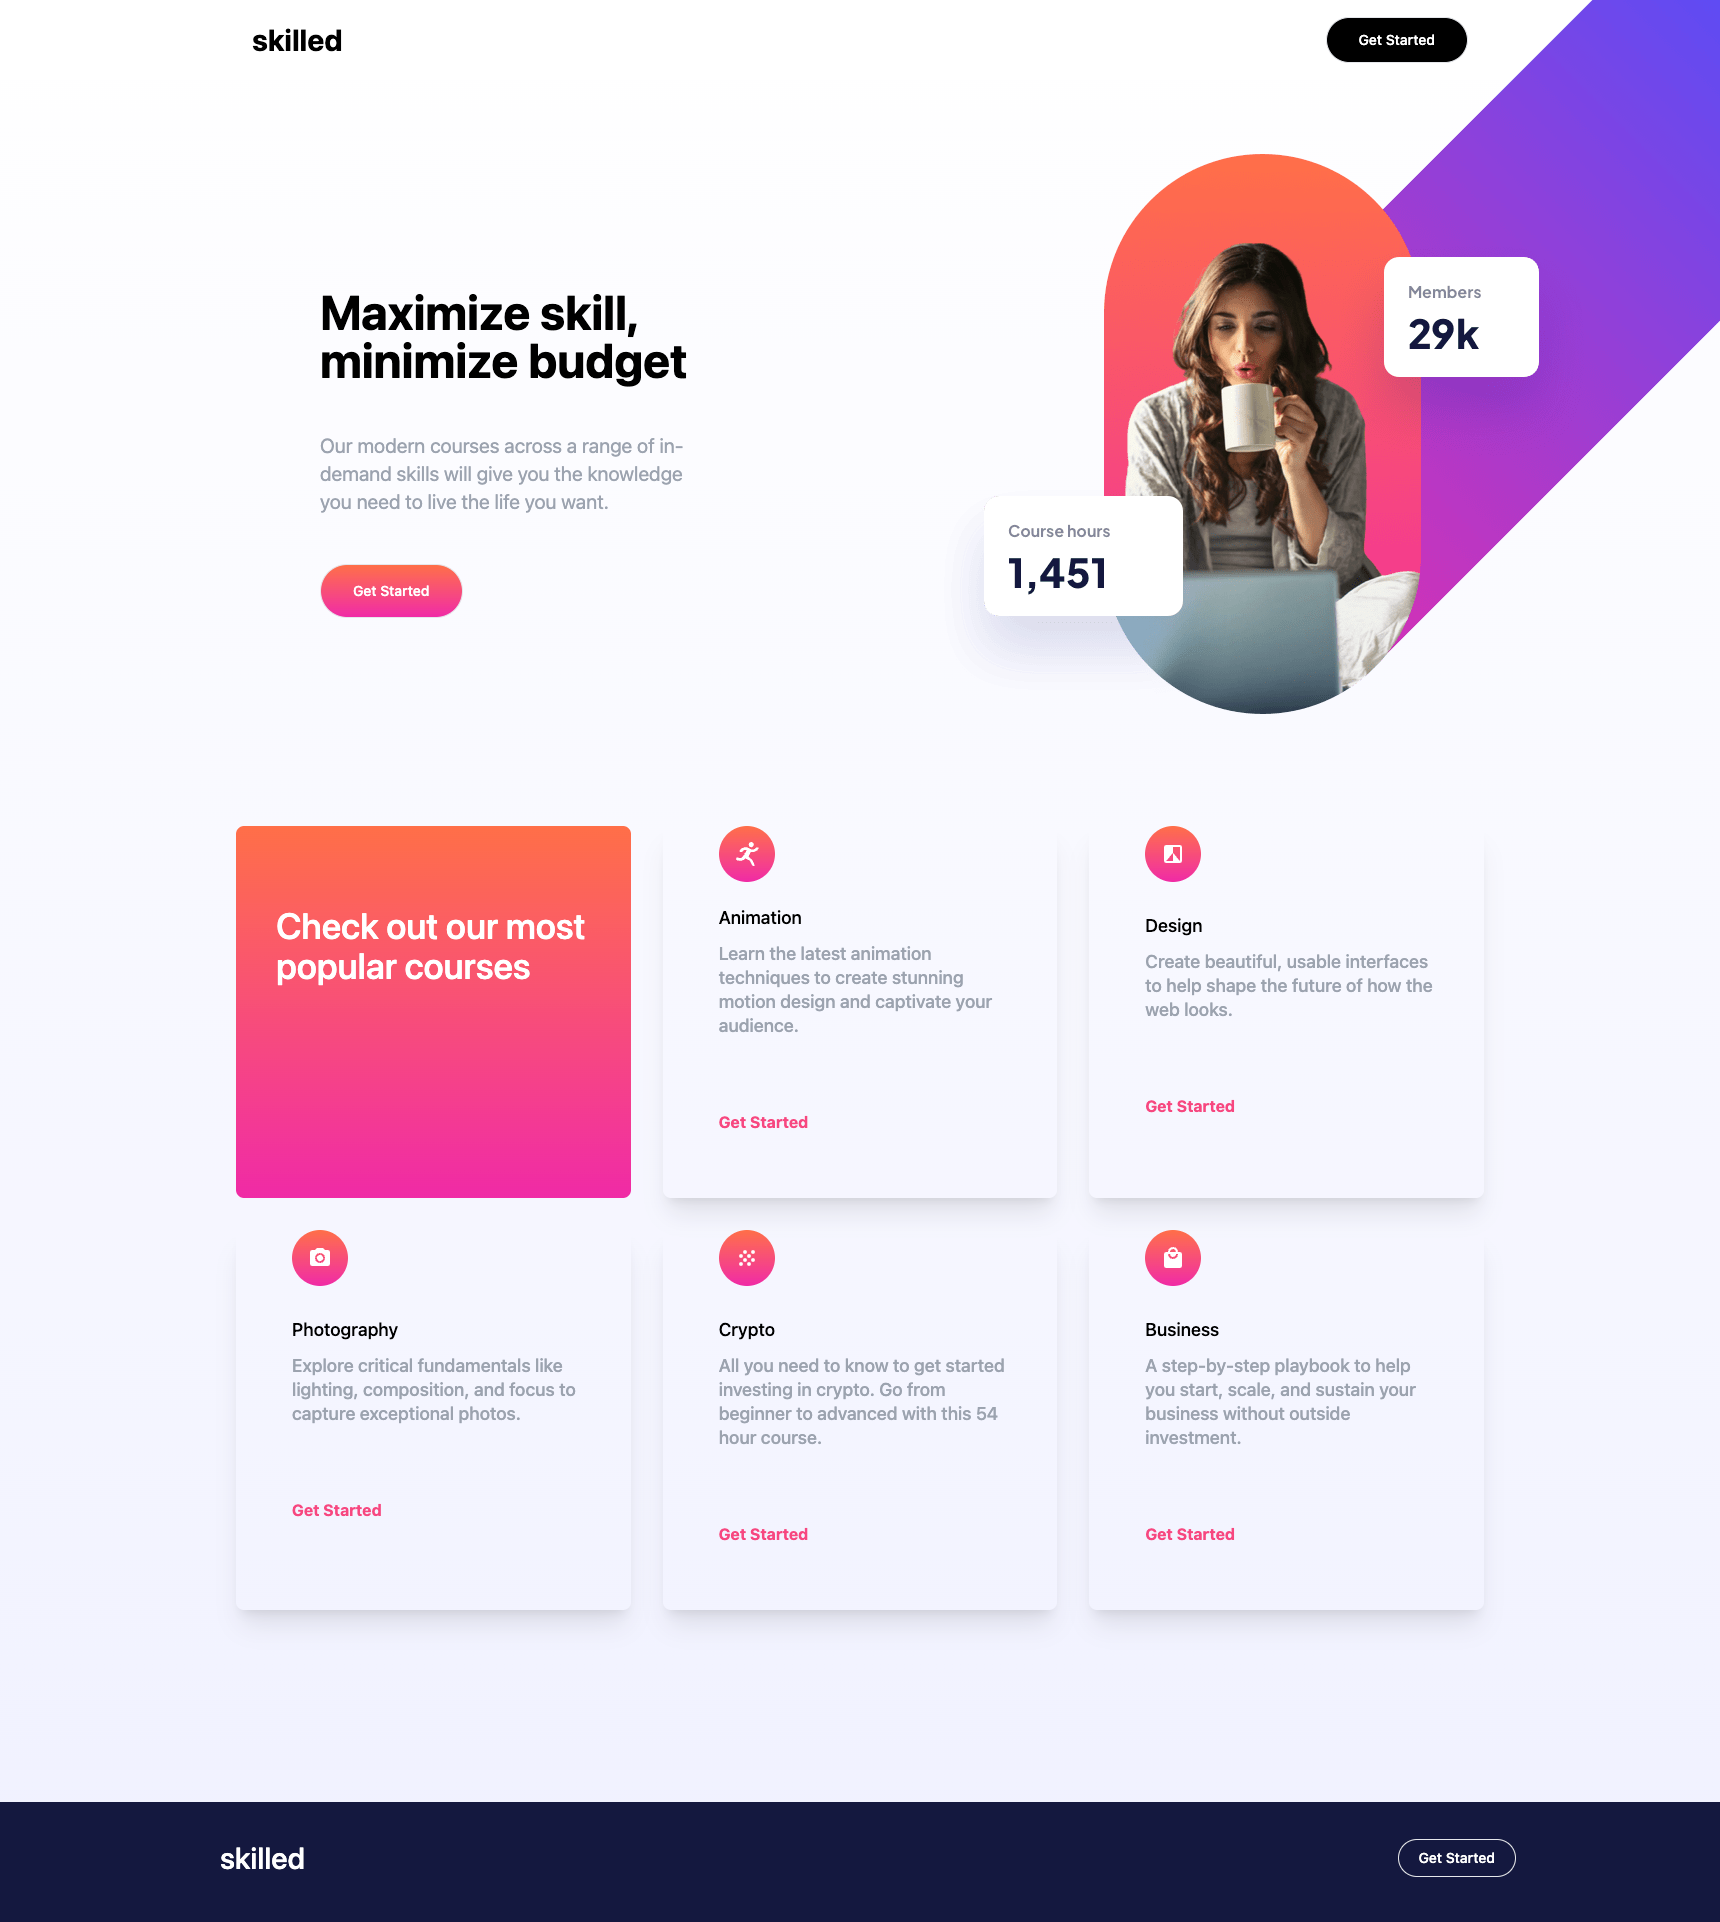 skilled
Get Started
Maximize skill,
minimize budget
Our modern courses across a range of in-
demand skills will give you the knowledge
you need to live the life you want.
Get Started
Members
29k
Course hours
1,451
Check out our most
popular courses
Animation
Learn the latest animation
techniques to create stunning
motion design and captivate your
audience.
Get Started
Design
Create beautiful, usable interfaces
to help shape the future of how the
web looks.
Get Started
Photography
Explore critical fundamentals like
lighting, composition, and focus to
capture exceptional photos.
Get Started
Crypto
All you need to know to get started
investing in crypto. Go from
beginner to advanced with this 54
hour course.
Get Started
Business
A step-by-step playbook to help
you start, scale, and sustain your
business without outside
investment.
Get Started
skilled
Get Started